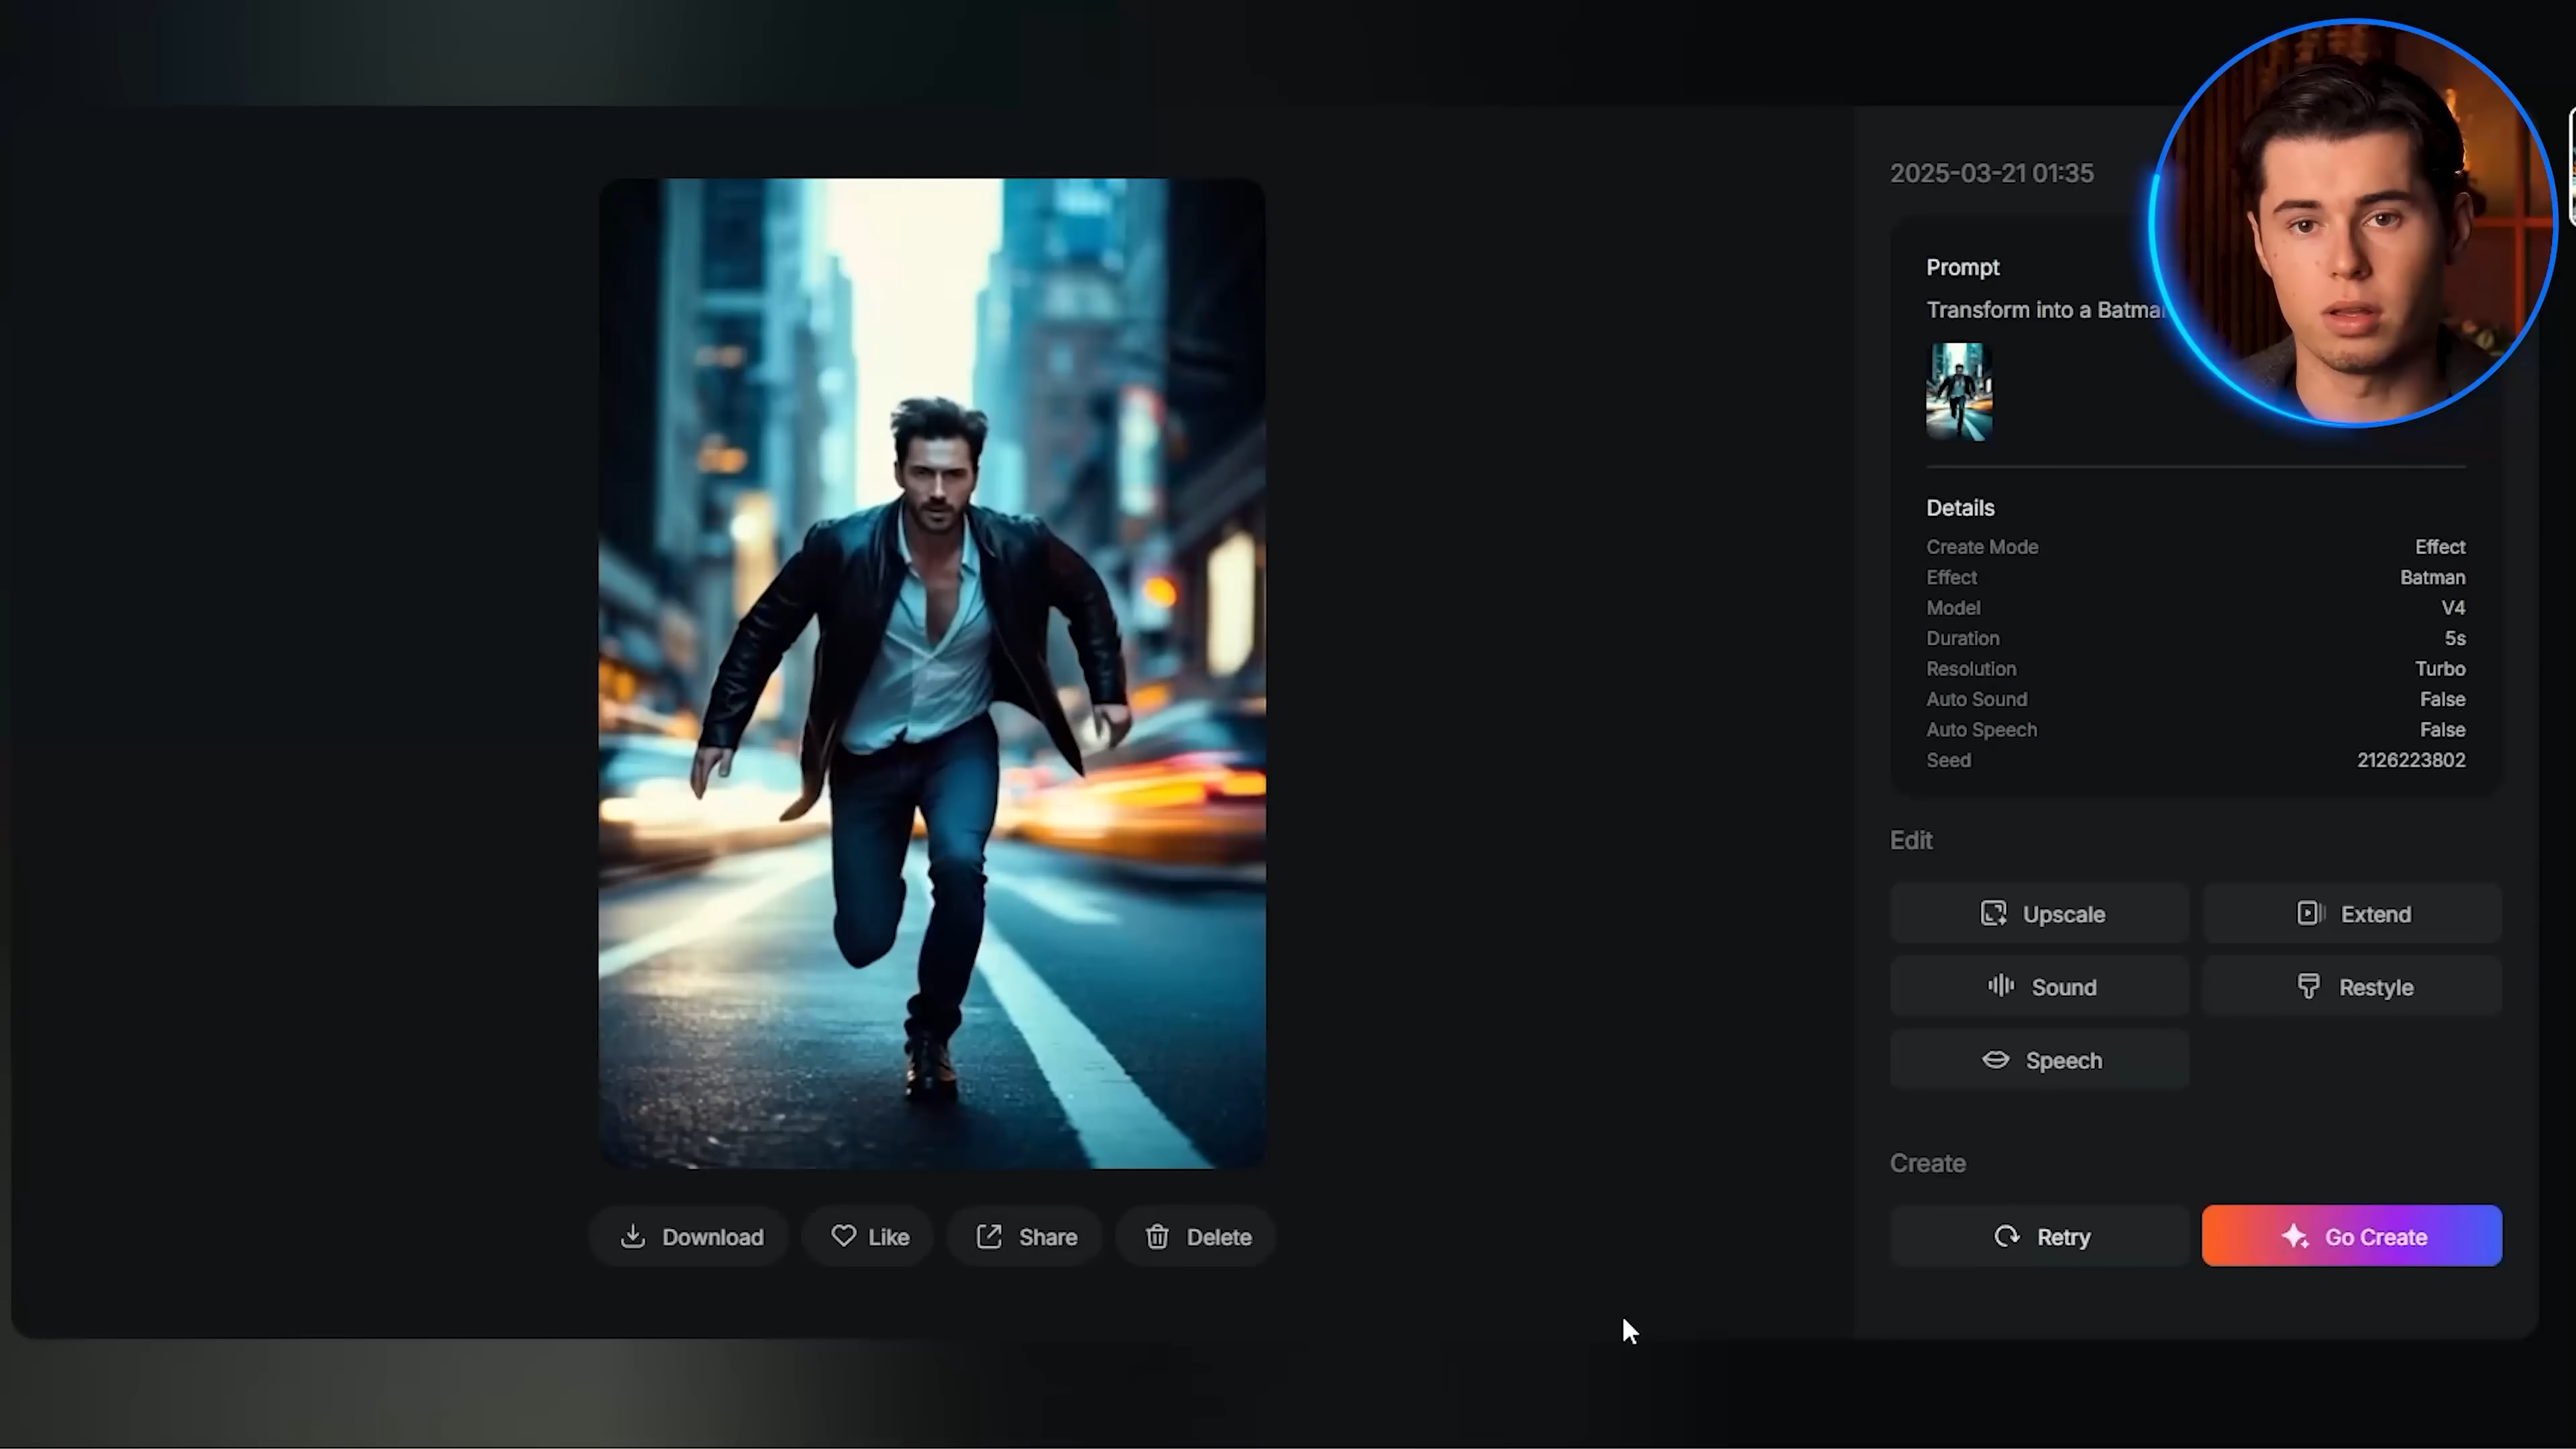 2025-03-21 01:35
Prompt
Transform into a
Details
Create Mode Effect
Effect Batman
Model V4
Duration 5s
Resolution Turbo
Auto Sound False
Auto Speech False
Seed 2126223802
Edit
Upscale Extend
Sound Restyle
Speech
Create
Retry Go Create
Download Like Share Delete